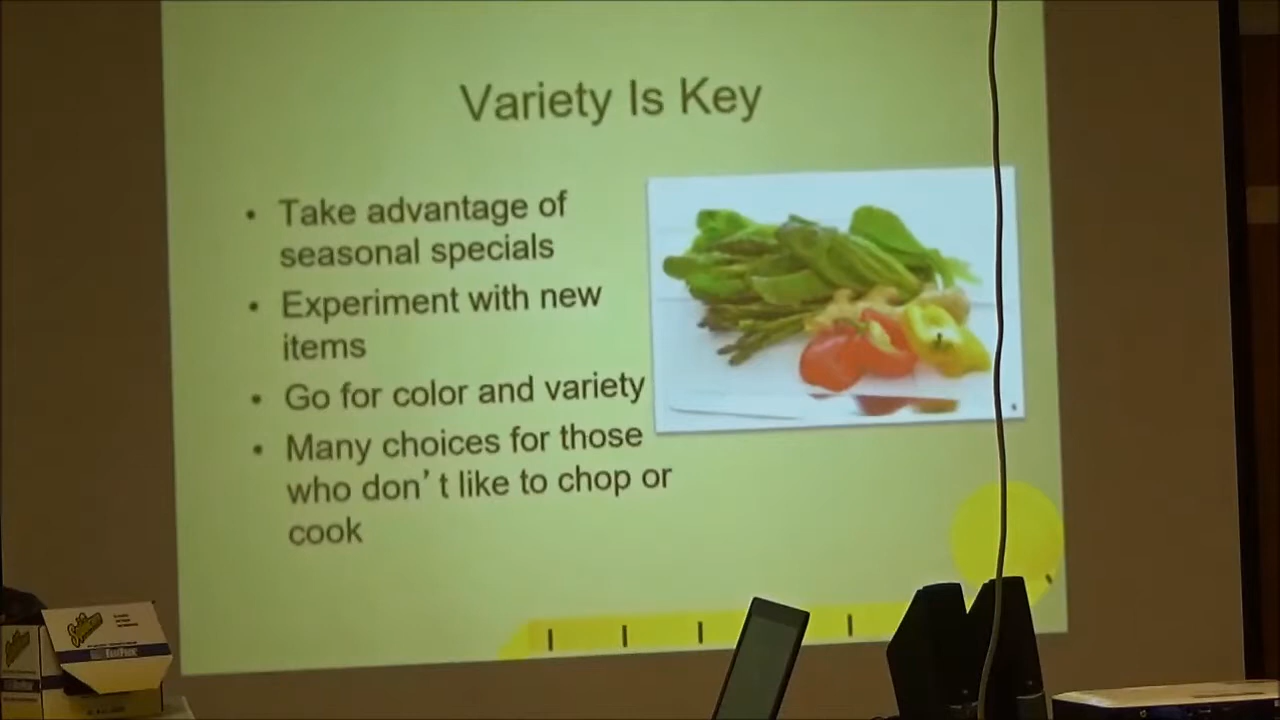 Variety Is Key
• Take advantage of
seasonal specials
• Experiment with new
items
• Go for color and variety
• Many choices for those
who don’t like to chop or
cook